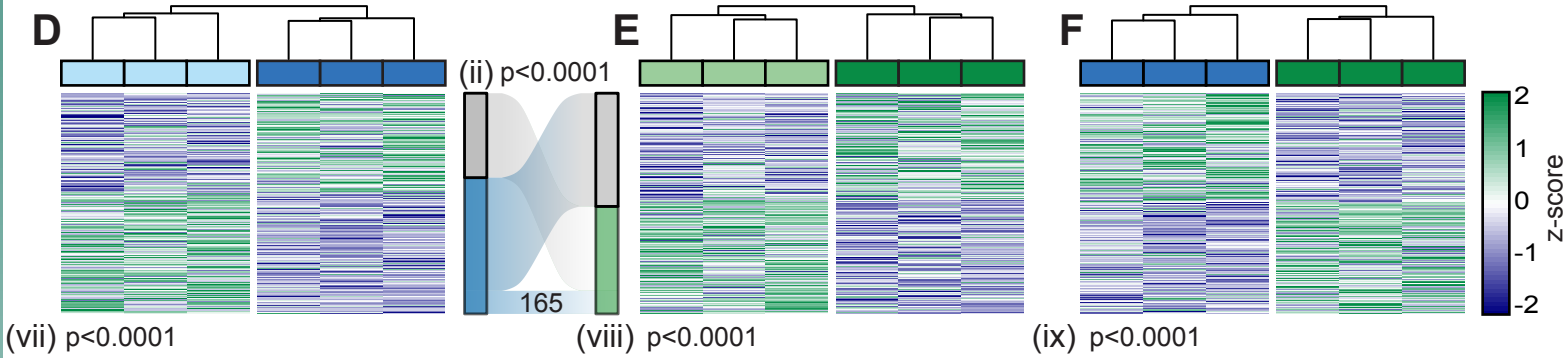 D
(ii) p<0.0001
E
F
165
2
1
0
-1
-2
z-score
(vii) p<0.0001
(viii) p<0.0001
(ix) p<0.0001